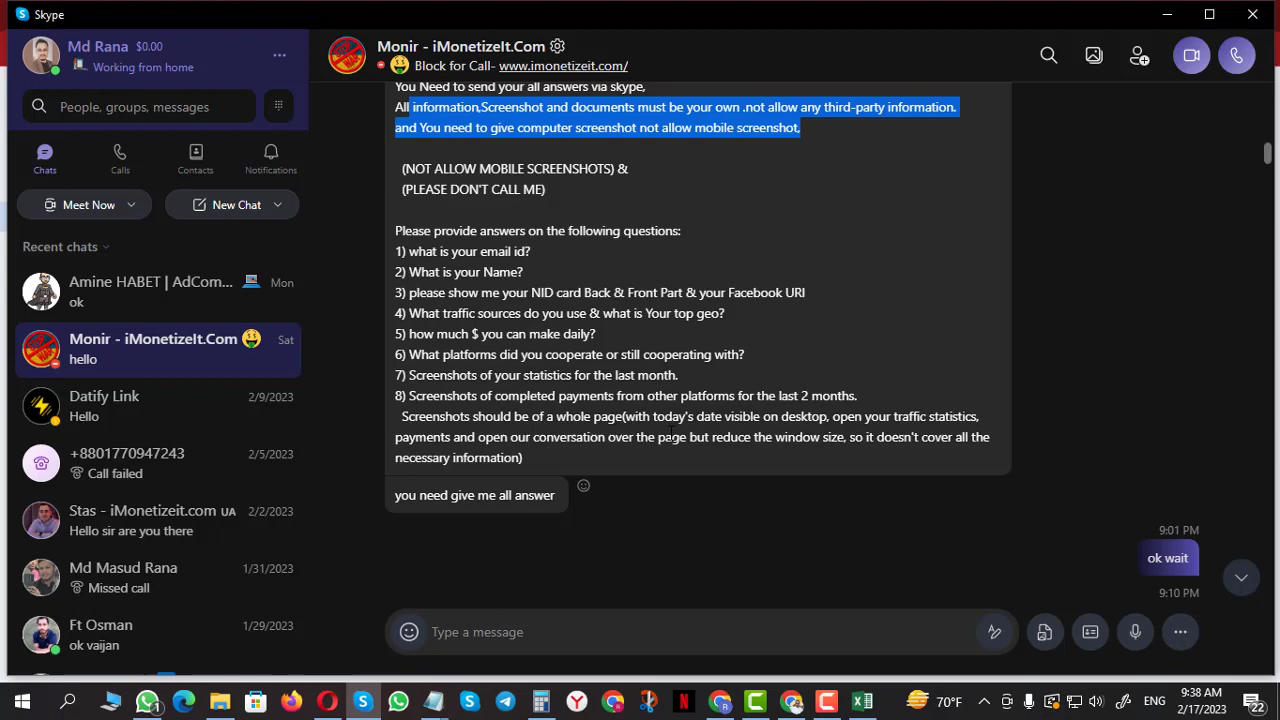 Skype
Md Rana $0.00
Working from home
People, groups, messages
Chats
Calls
Contacts
Notifications
Meet Now
New Chat
Recent chats
Amine HABET | AdCom... Mon
ok
Monir - iMonetizeIt.Com Sat
hello
Datify Link 2/9/2023
Hello
+8801770947243 2/5/2023
Call failed
Stas - iMonetizeit.com UA 2/2/2023
Hello sir are you there
Md Masud Rana 1/31/2023
Missed call
Ft Osman 1/29/2023
ok vaijan
Monir - iMonetizeIt.Com
Block for Call- www.imonetizeit.com/
You Need to send your all answers via skype,
All information,Screenshot and documents must be your own .not allow any third-party information.
and You need to give computer screenshot not allow mobile screenshot,
(NOT ALLOW MOBILE SCREENSHOTS) &
(PLEASE DON'T CALL ME)
Please provide answers on the following questions:
1) what is your email id?
2) What is your Name?
3) please show me your NID card Back & Front Part & your Facebook URl
4) What traffic sources do you use & what is Your top geo?
5) how much $ you can make daily?
6) What platforms did you cooperate or still cooperating with?
7) Screenshots of your statistics for the last month.
8) Screenshots of completed payments from other platforms for the last 2 months.
Screenshots should be of a whole page(with today's date visible on desktop, open your traffic statistics,
payments and open our conversation over the page but reduce the window size, so it doesn't cover all the
necessary information)
you need give me all answer
9:01 PM
ok wait
9:10 PM
Type a message
70°F
ENG
9:38 AM
2/17/2023
22